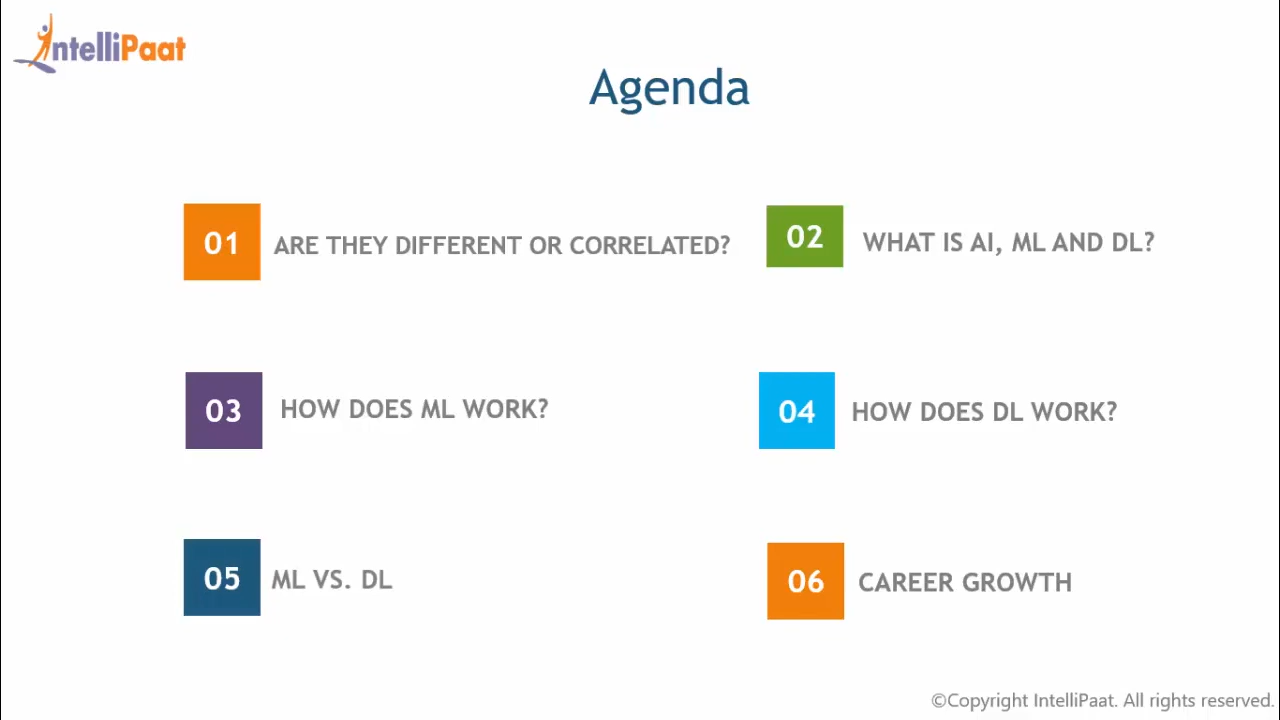 IntelliPaat
Agenda
01 ARE THEY DIFFERENT OR CORRELATED?
02 WHAT IS AI, ML AND DL?
03 HOW DOES ML WORK?
04 HOW DOES DL WORK?
05 ML VS. DL
06 CAREER GROWTH
©Copyright IntelliPaat. All rights reserved.